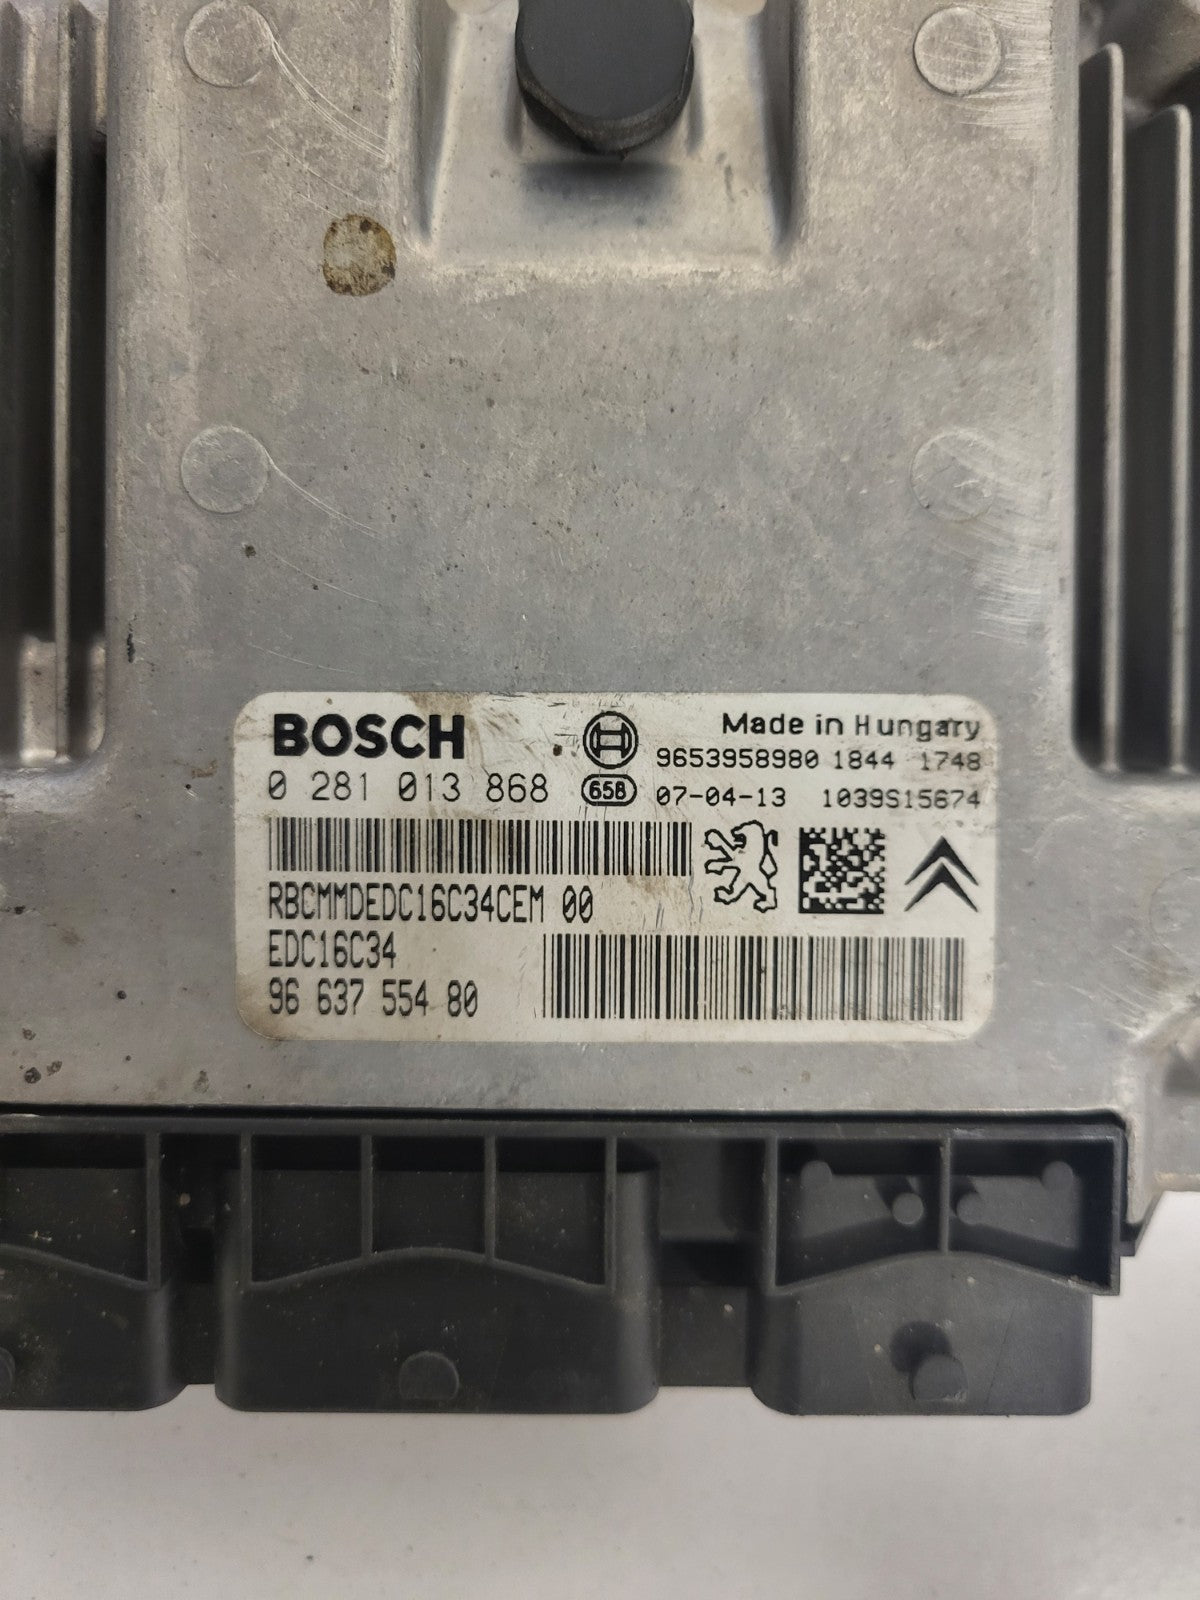 BOSCH
Made in Hungary
9653958980 1844 1748
0 281 013 868
658
07-04-13 1039S15674
RBCMMDEDC16C34CEM 00
EDC16C34
96 637 554 80